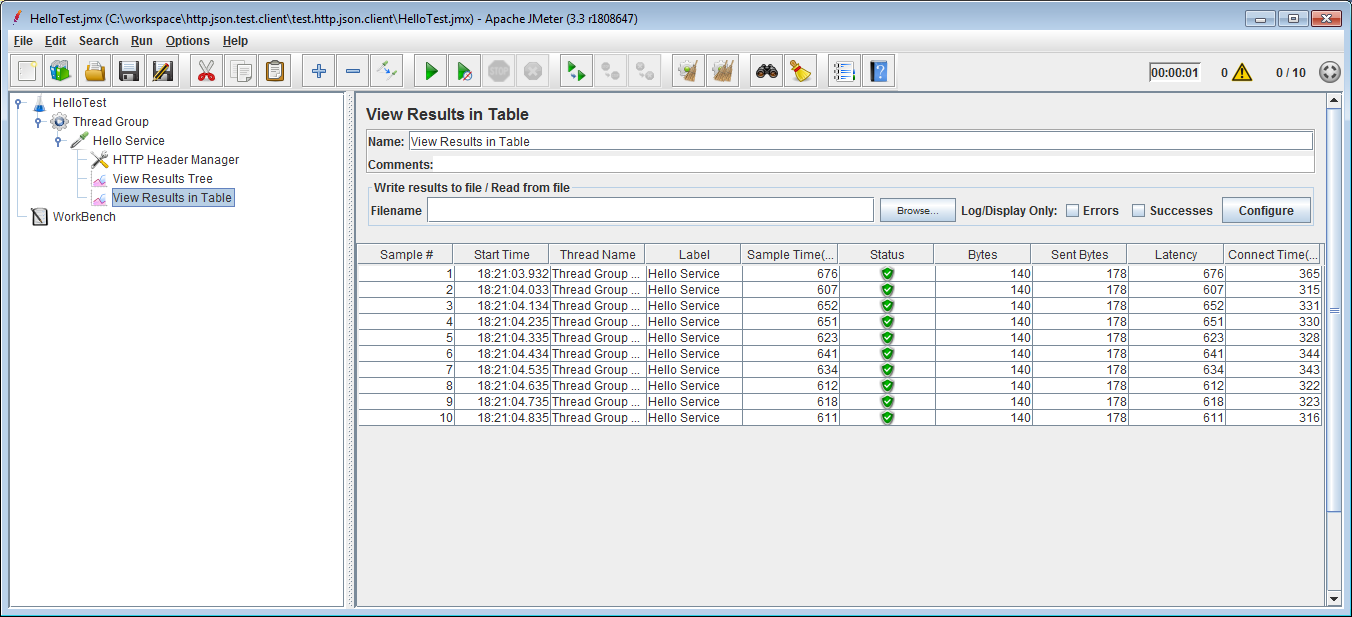 HelloTest.jmx (C:\workspace\http.json.test.client\test.http.json.client\HelloTest.jmx) - Apache JMeter (3.3 r1808647)
File Edit Search Run Options Help
STOP 00:00:01 0 0 / 10
HelloTest
Thread Group
Hello Service
HTTP Header Manager
View Results Tree
View Results in Table
WorkBench
View Results in Table
Name: View Results in Table
Comments:
Write results to file / Read from file
Filename Browse... Log/Display Only: Errors Successes Configure
Sample # Start Time Thread Name Label Sample Time(... Status Bytes Sent Bytes Latency Connect Time(...
1 18:21:03.932 Thread Group ... Hello Service 676 140 178 676 365
2 18:21:04.033 Thread Group ... Hello Service 607 140 178 607 315
3 18:21:04.134 Thread Group ... Hello Service 652 140 178 652 331
4 18:21:04.235 Thread Group ... Hello Service 651 140 178 651 330
5 18:21:04.335 Thread Group ... Hello Service 623 140 178 623 328
6 18:21:04.434 Thread Group ... Hello Service 641 140 178 641 344
7 18:21:04.535 Thread Group ... Hello Service 634 140 178 634 343
8 18:21:04.635 Thread Group ... Hello Service 612 140 178 612 322
9 18:21:04.735 Thread Group ... Hello Service 618 140 178 618 323
10 18:21:04.835 Thread Group ... Hello Service 611 140 178 611 316